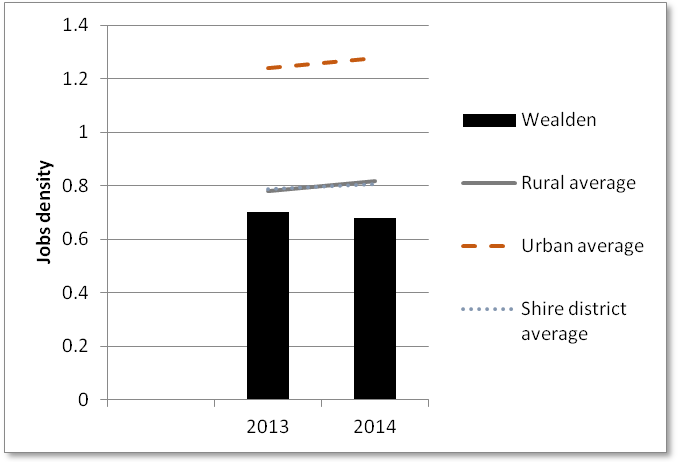 1.4
1.2
1
0.8
0.6
0.4
0.2
0
Jobs density
2013
2014
Wealden
Rural average
Urban average
Shire district
average